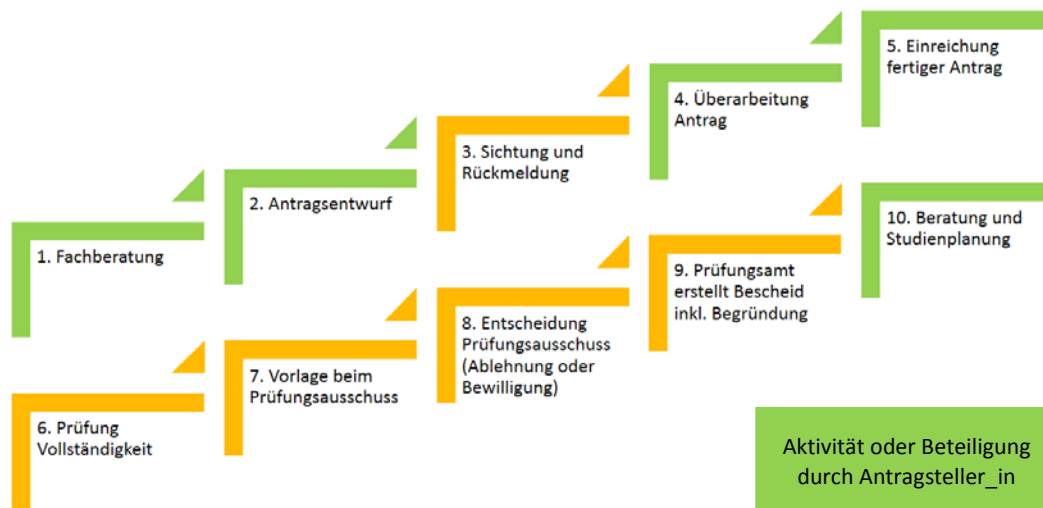 1. Fachberatung
2. Antragsentwurf
3. Sichtung und
Rückmeldung
4. Überarbeitung
Antrag
5. Einreichung
fertiger Antrag
6. Prüfung
Vollständigkeit
7. Vorlage beim
Prüfungsausschuss
8. Entscheidung
Prüfungsausschuss
(Ablehnung oder
Bewilligung)
9. Prüfungsamt
erstellt Bescheid
inkl. Begründung
10. Beratung und
Studienplanung
Aktivität oder Beteiligung
durch Antragsteller_in